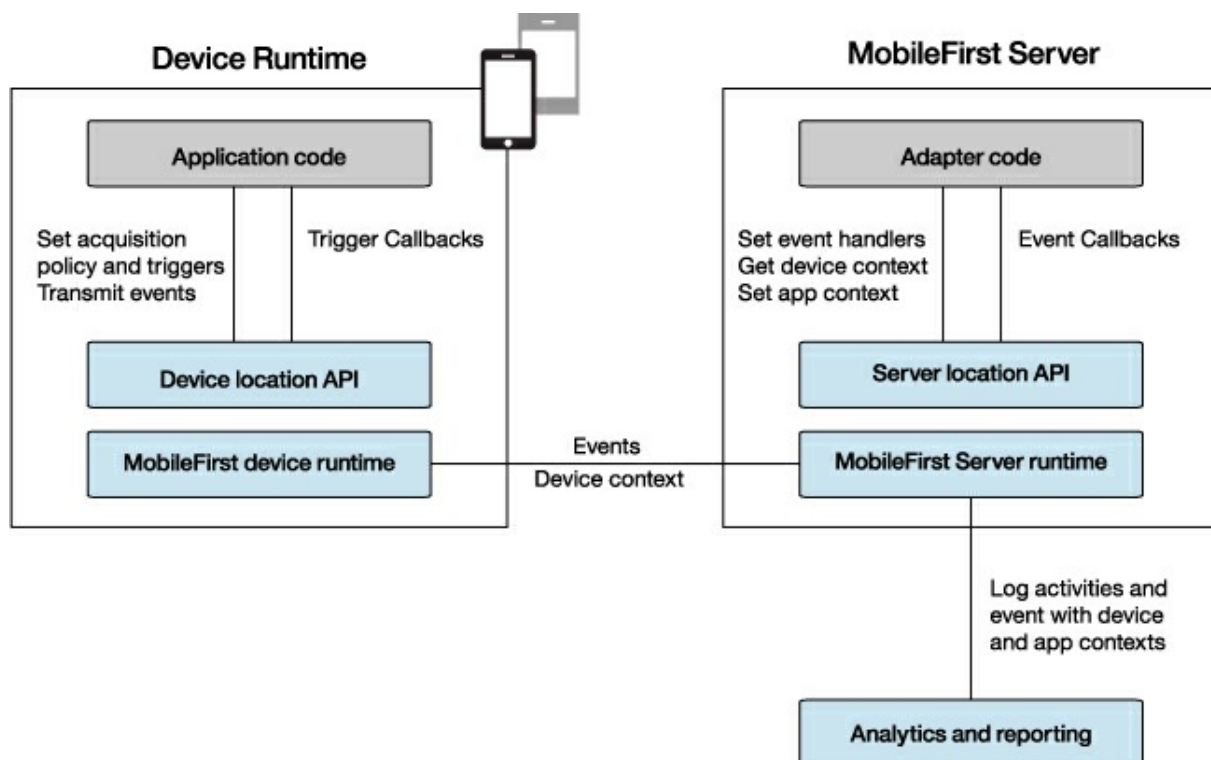 Device Runtime
MobileFirst Server
Application code
Set acquisition
policy and triggers
Transmit events
Trigger Callbacks
Device location API
MobileFirst device runtime
Events
Device context
Adapter code
Set event handlers
Get device context
Set app context
Event Callbacks
Server location API
MobileFirst Server runtime
Log activities and
event with device
and app contexts
Analytics and reporting